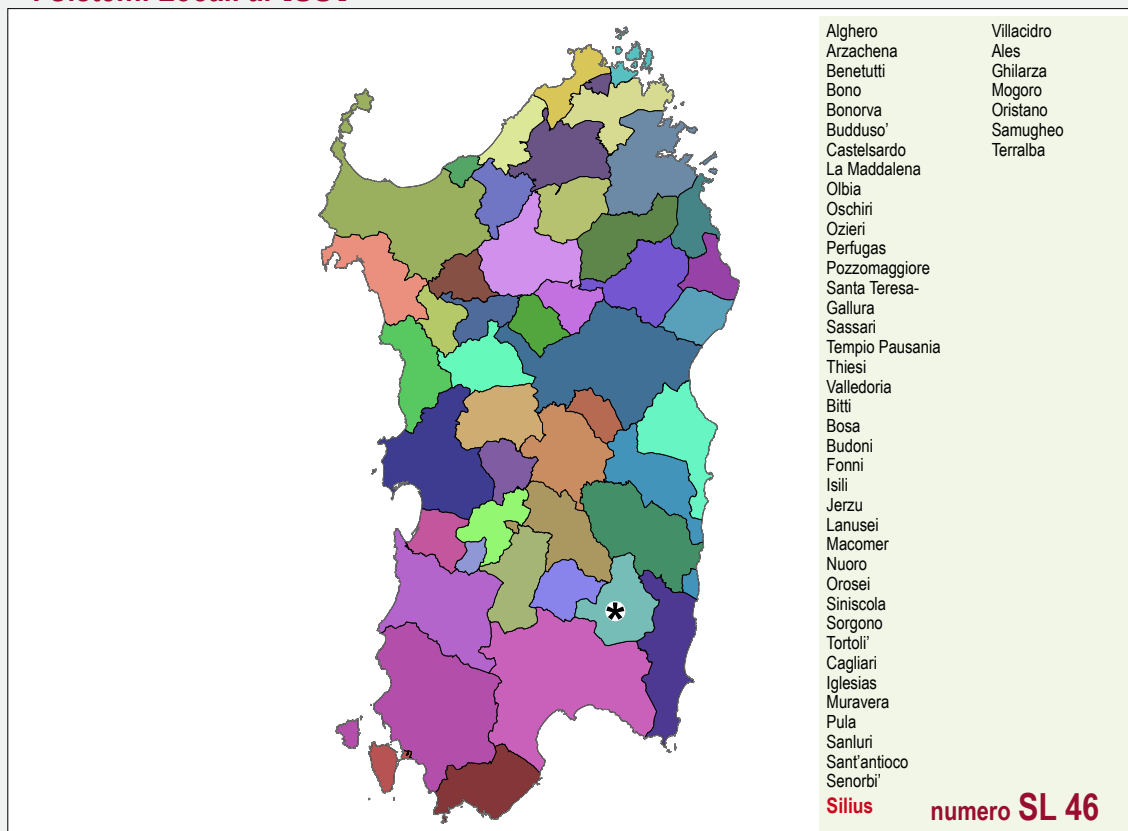 Alghero
Arzachena
Benetutti
Bono
Bonorva
Budduso'
Castelsardo
La Maddalena
Olbia
Oschiri
Ozieri
Perfugas
Pozzomaggiore
Santa Teresa-
Gallura
Sassari
Tempio Pausania
Thiesi
Valledoria
Bitti
Bosa
Budoni
Fonni
Isili
Jerzu
Lanusei
Macomer
Nuoro
Orosei
Siniscola
Sorgono
Tortoli'
Cagliari
Iglesias
Muravera
Pula
Sanluri
Sant'antioco
Senorbi'
Silius
Villacidro
Ales
Ghilarza
Mogoro
Oristano
Samugheo
Terralba
numero SL 46
*